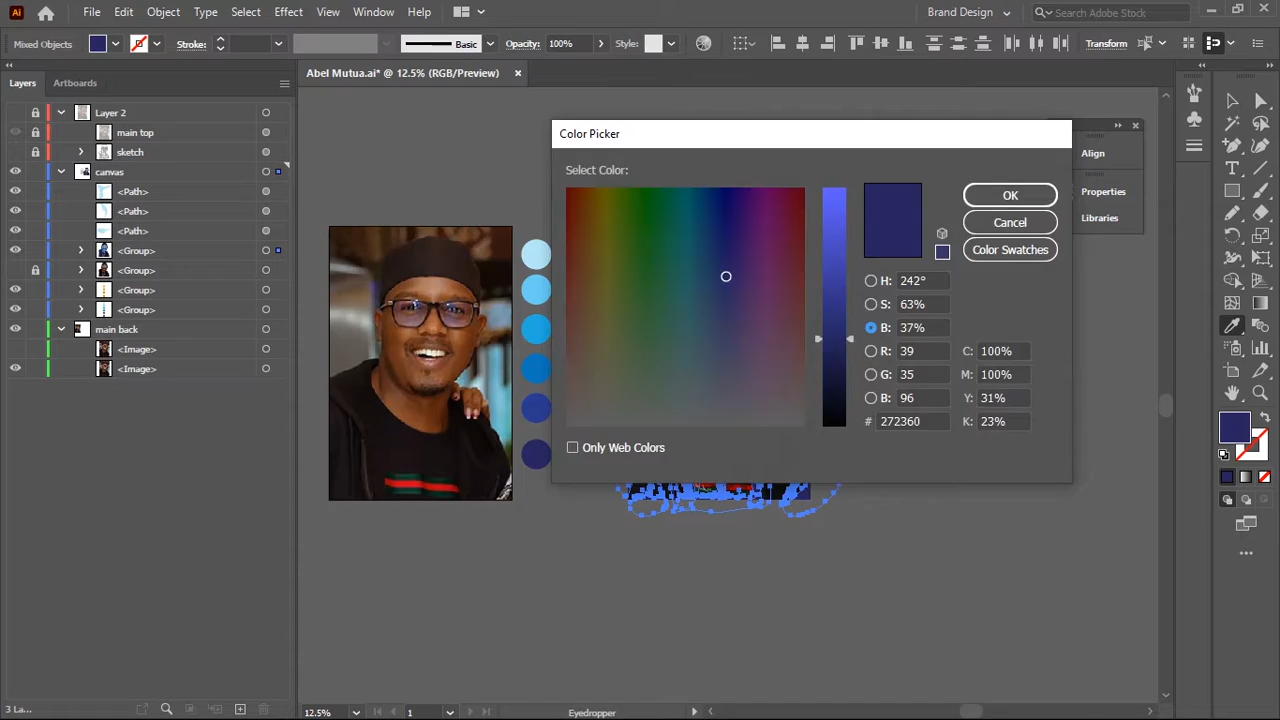 Ai File Edit Object Type Select Effect View Window Help Brand Design Search Adobe Stock
Mixed Objects Stroke: Basic Opacity: 100% Style: Transform
Layers Artboards
Abel Mutua.ai* @ 12.5% (RGB/Preview) ×
Layer 2
main top
sketch
canvas
<Path>
<Path>
<Path>
<Group>
<Group>
<Group>
<Group>
main back
<Image>
<Image>
Color Picker
Select Color:
OK
Cancel
Color Swatches
H: 242°
S: 63%
B: 37%
R: 39 C: 100%
G: 35 M: 100%
B: 96 Y: 31%
# 272360 K: 23%
Only Web Colors
Align
Properties
Libraries
3 La...
12.5% 1 Eyedropper